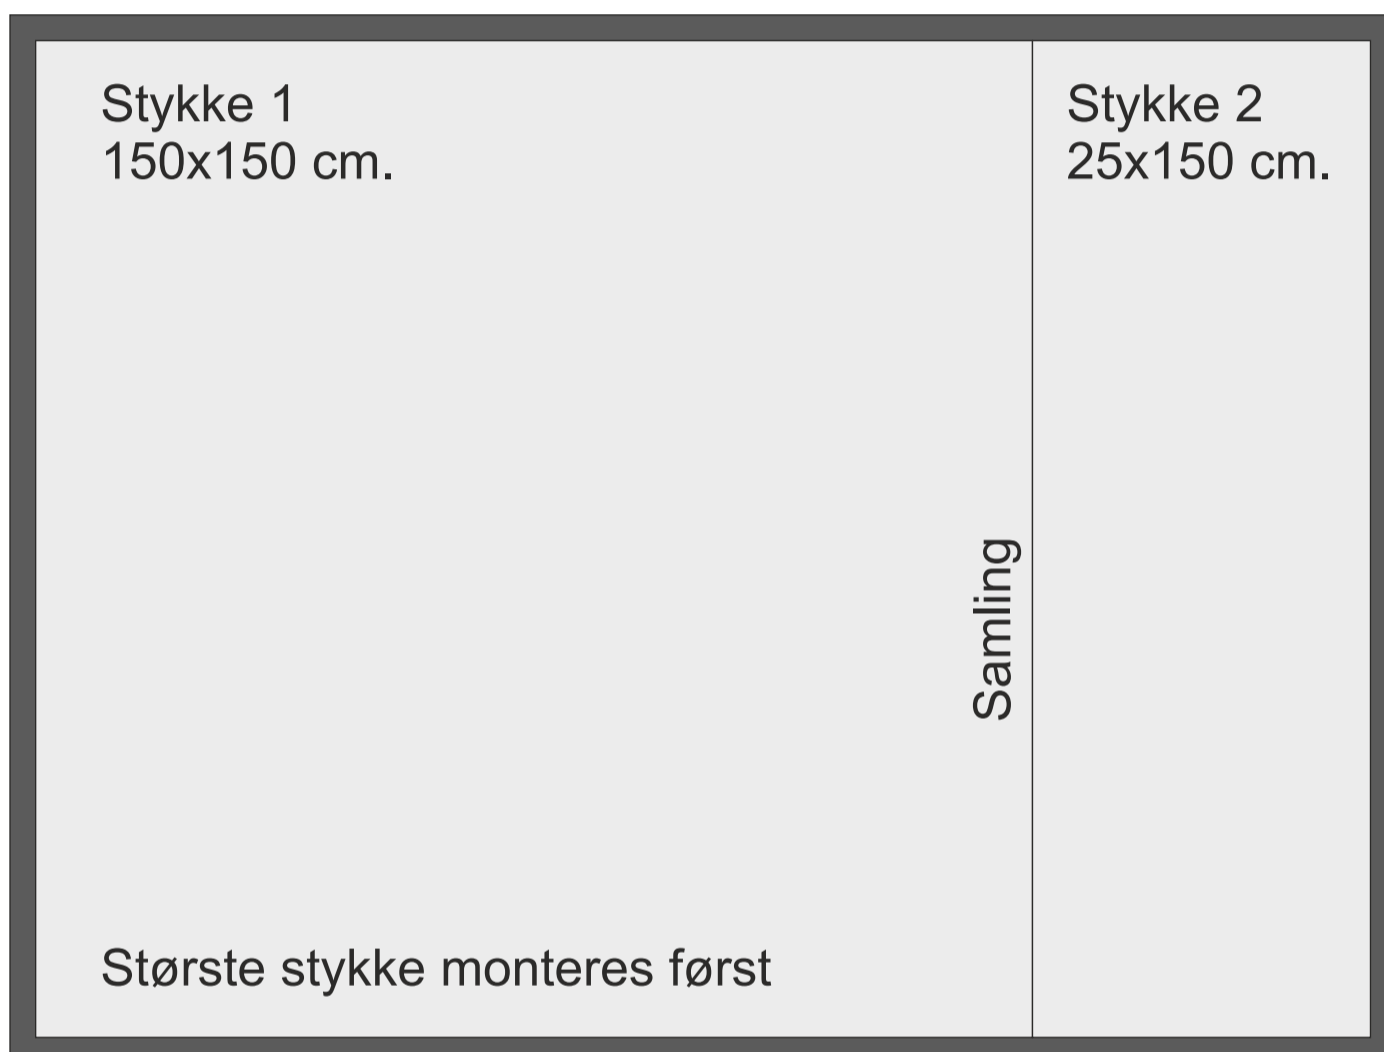 Stykke 1
150x150 cm.
Stykke 2
25x150 cm.
Samling
Største stykke monteres først